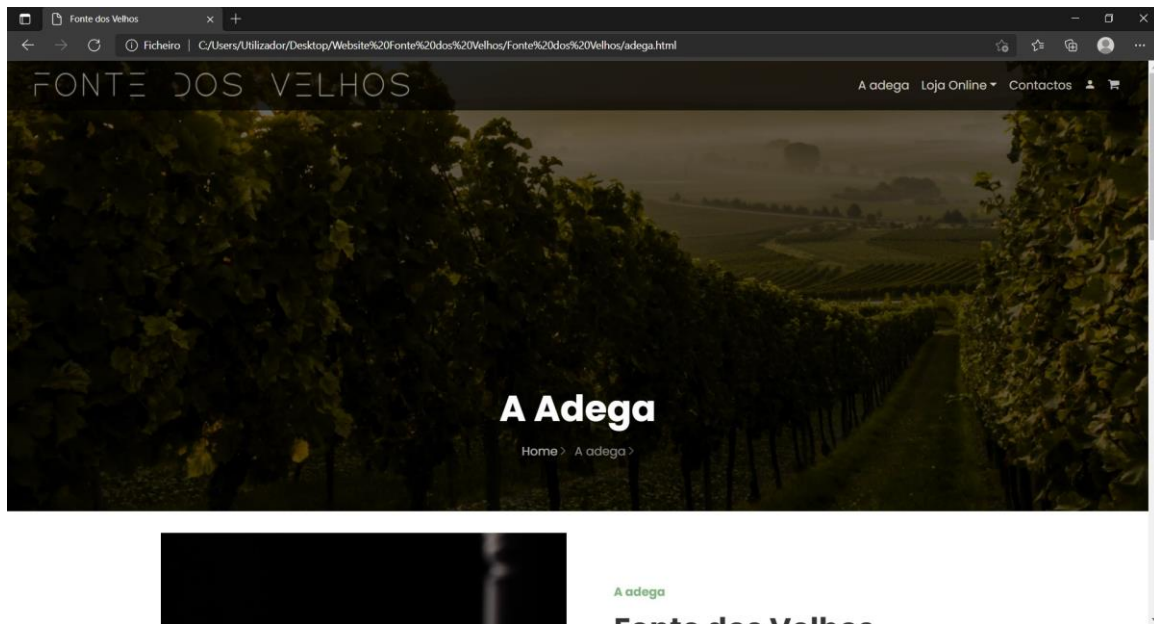 Fonte dos Velhos
Ficheiro | C:/Users/Utilizador/Desktop/Website%20Fonte%20dos%20Velhos/Fonte%20dos%20Velhos/adega.html
FONTE DOS VELHOS
A adega Loja Online Contactos
A Adega
Home> A adega>
A adega
Fonte dos Velhos